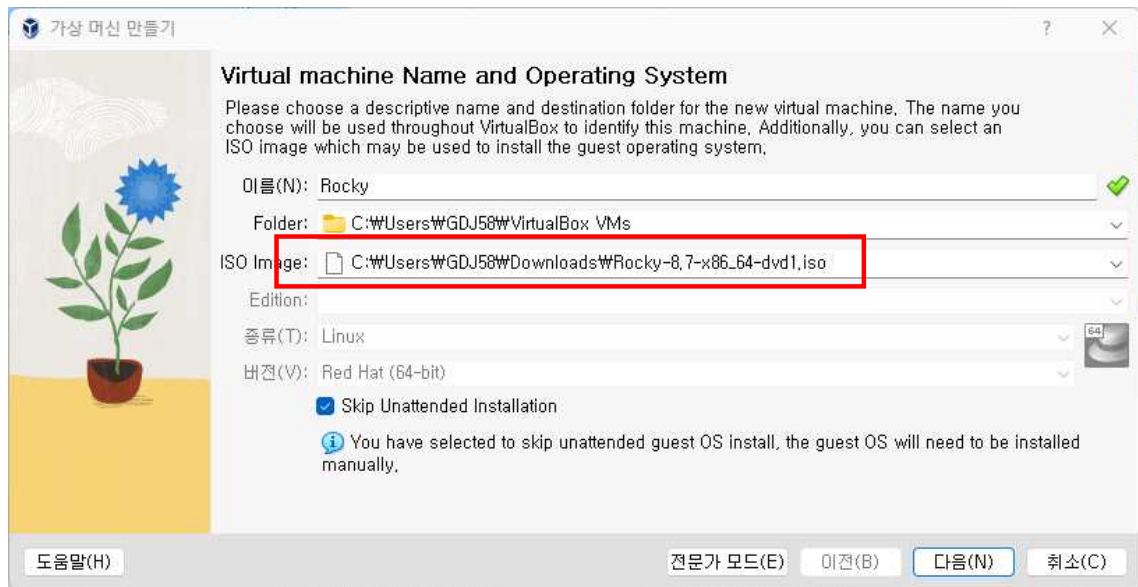 가상 머신 만들기
?
Virtual machine Name and Operating System
Please choose a descriptive name and destination folder for the new virtual machine. The name you
choose will be used throughout VirtualBox to identify this machine. Additionally, you can select an
ISO image which may be used to install the guest operating system.
이름(N): Rocky
Folder: C:₩Users₩GDJ58₩VirtualBox VMs
ISO Image: C:₩Users₩GDJ58₩Downloads₩Rocky-8.7-x86_64-dvd1.iso
Edition:
종류(T): Linux
64
버전(V): Red Hat (64-bit)
Skip Unattended Installation
You have selected to skip unattended guest OS install, the guest OS will need to be installed
manually.
도움말(H) 전문가 모드(E) 이전(B) 다음(N) 취소(C)